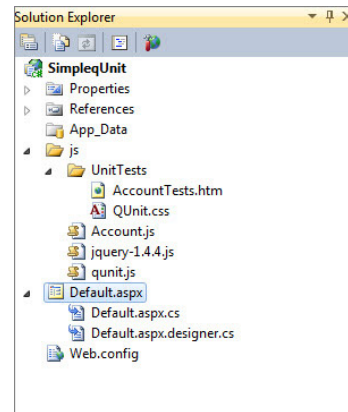 Solution Explorer
SimpleqUnit
Properties
References
App_Data
js
UnitTests
AccountTests.htm
QUnit.css
Account.js
jquery-1.4.4.js
qunit.js
Default.aspx
Default.aspx.cs
Default.aspx.designer.cs
Web.config